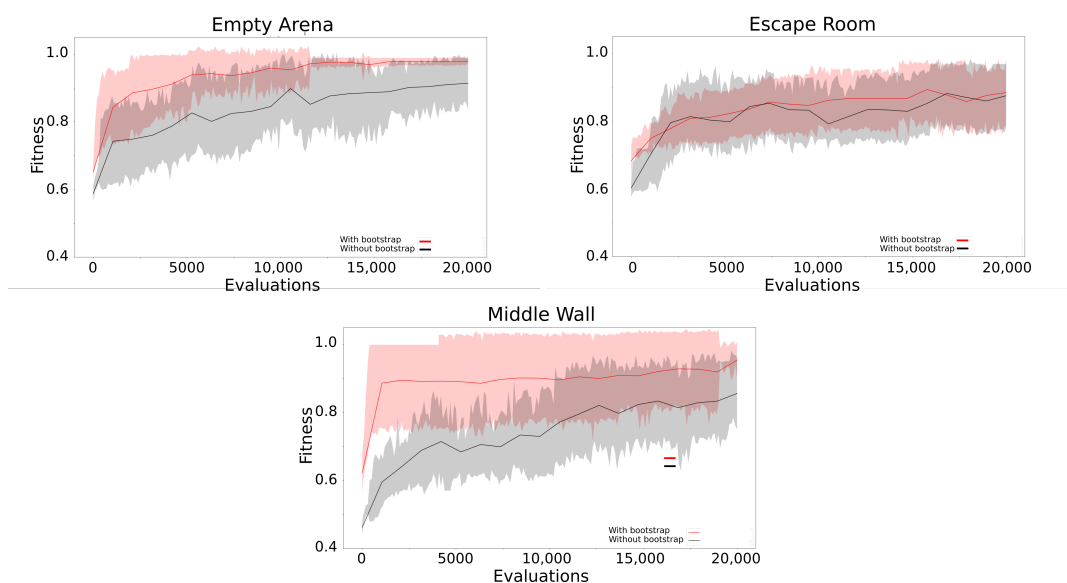 Empty Arena
Fitness
1.0
0.8
0.6
0.4
With bootstrap
Without bootstrap
0 5000 10,000 15,000 20,000
Evaluations
Escape Room
Fitness
1.0
0.8
0.6
0.4
With bootstrap
Without bootstrap
0 5000 10,000 15,000 20,000
Evaluations
Middle Wall
Fitness
1.0
0.8
0.6
0.4
With bootstrap
Without bootstrap
0 5000 10,000 15,000 20,000
Evaluations